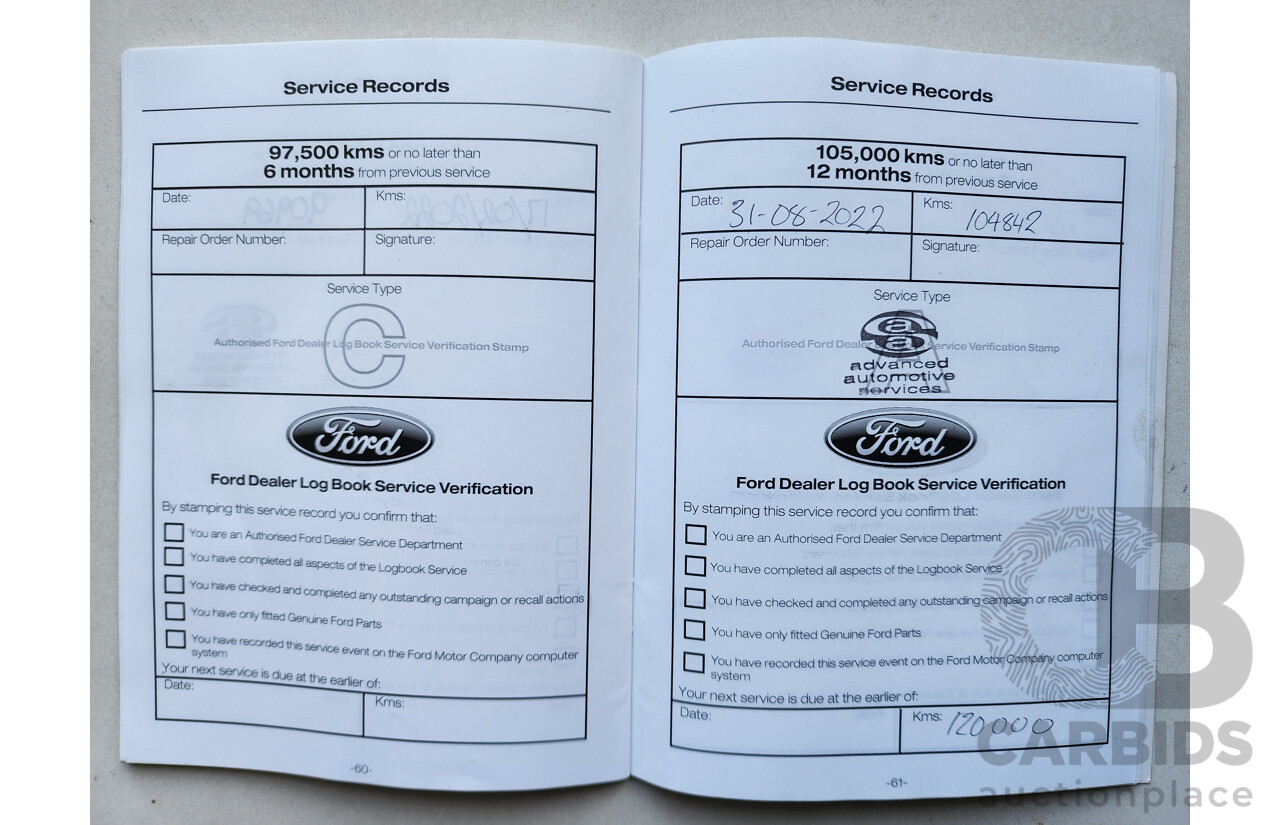 Service Records
97,500 kms or no later than
6 months from previous service
Date:
Kms:
Repair Order Number:
Signature:
Service Type
C
Authorised Ford Dealer Log Book Service Verification Stamp
Ford
Ford Dealer Log Book Service Verification
By stamping this service record you confirm that:
You are an Authorised Ford Dealer Service Department
You have completed all aspects of the Logbook Service
You have checked and completed any outstanding campaign or recall actions
You have only fitted Genuine Ford Parts
You have recorded this service event on the Ford Motor Company computer
system
Your next service is due at the earlier of:
Date:
Kms:
-60-
Service Records
105,000 kms or no later than
12 months from previous service
Date: 31-08-2022
Kms: 104842
Repair Order Number:
Signature:
Service Type
A
Authorised Ford Dealer Service Verification Stamp
advanced
automotive
services
Ford
Ford Dealer Log Book Service Verification
By stamping this service record you confirm that:
You are an Authorised Ford Dealer Service Department
You have completed all aspects of the Logbook Service
You have checked and completed any outstanding campaign or recall actions
You have only fitted Genuine Ford Parts
You have recorded this service event on the Ford Motor Company computer
system
Your next service is due at the earlier of:
Date:
Kms: 120000
-61-
CB
CARBIDS
auctionplace